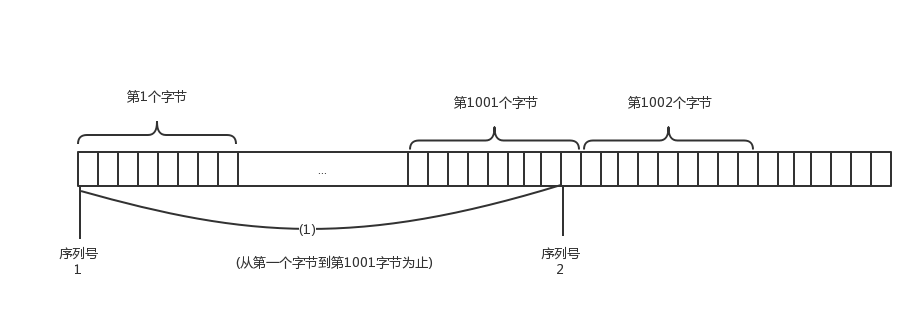 第1个字节
第1001个字节
第1002个字节
...
(1)
序列号
1
(从第一个字节到第1001字节为止)
序列号
2